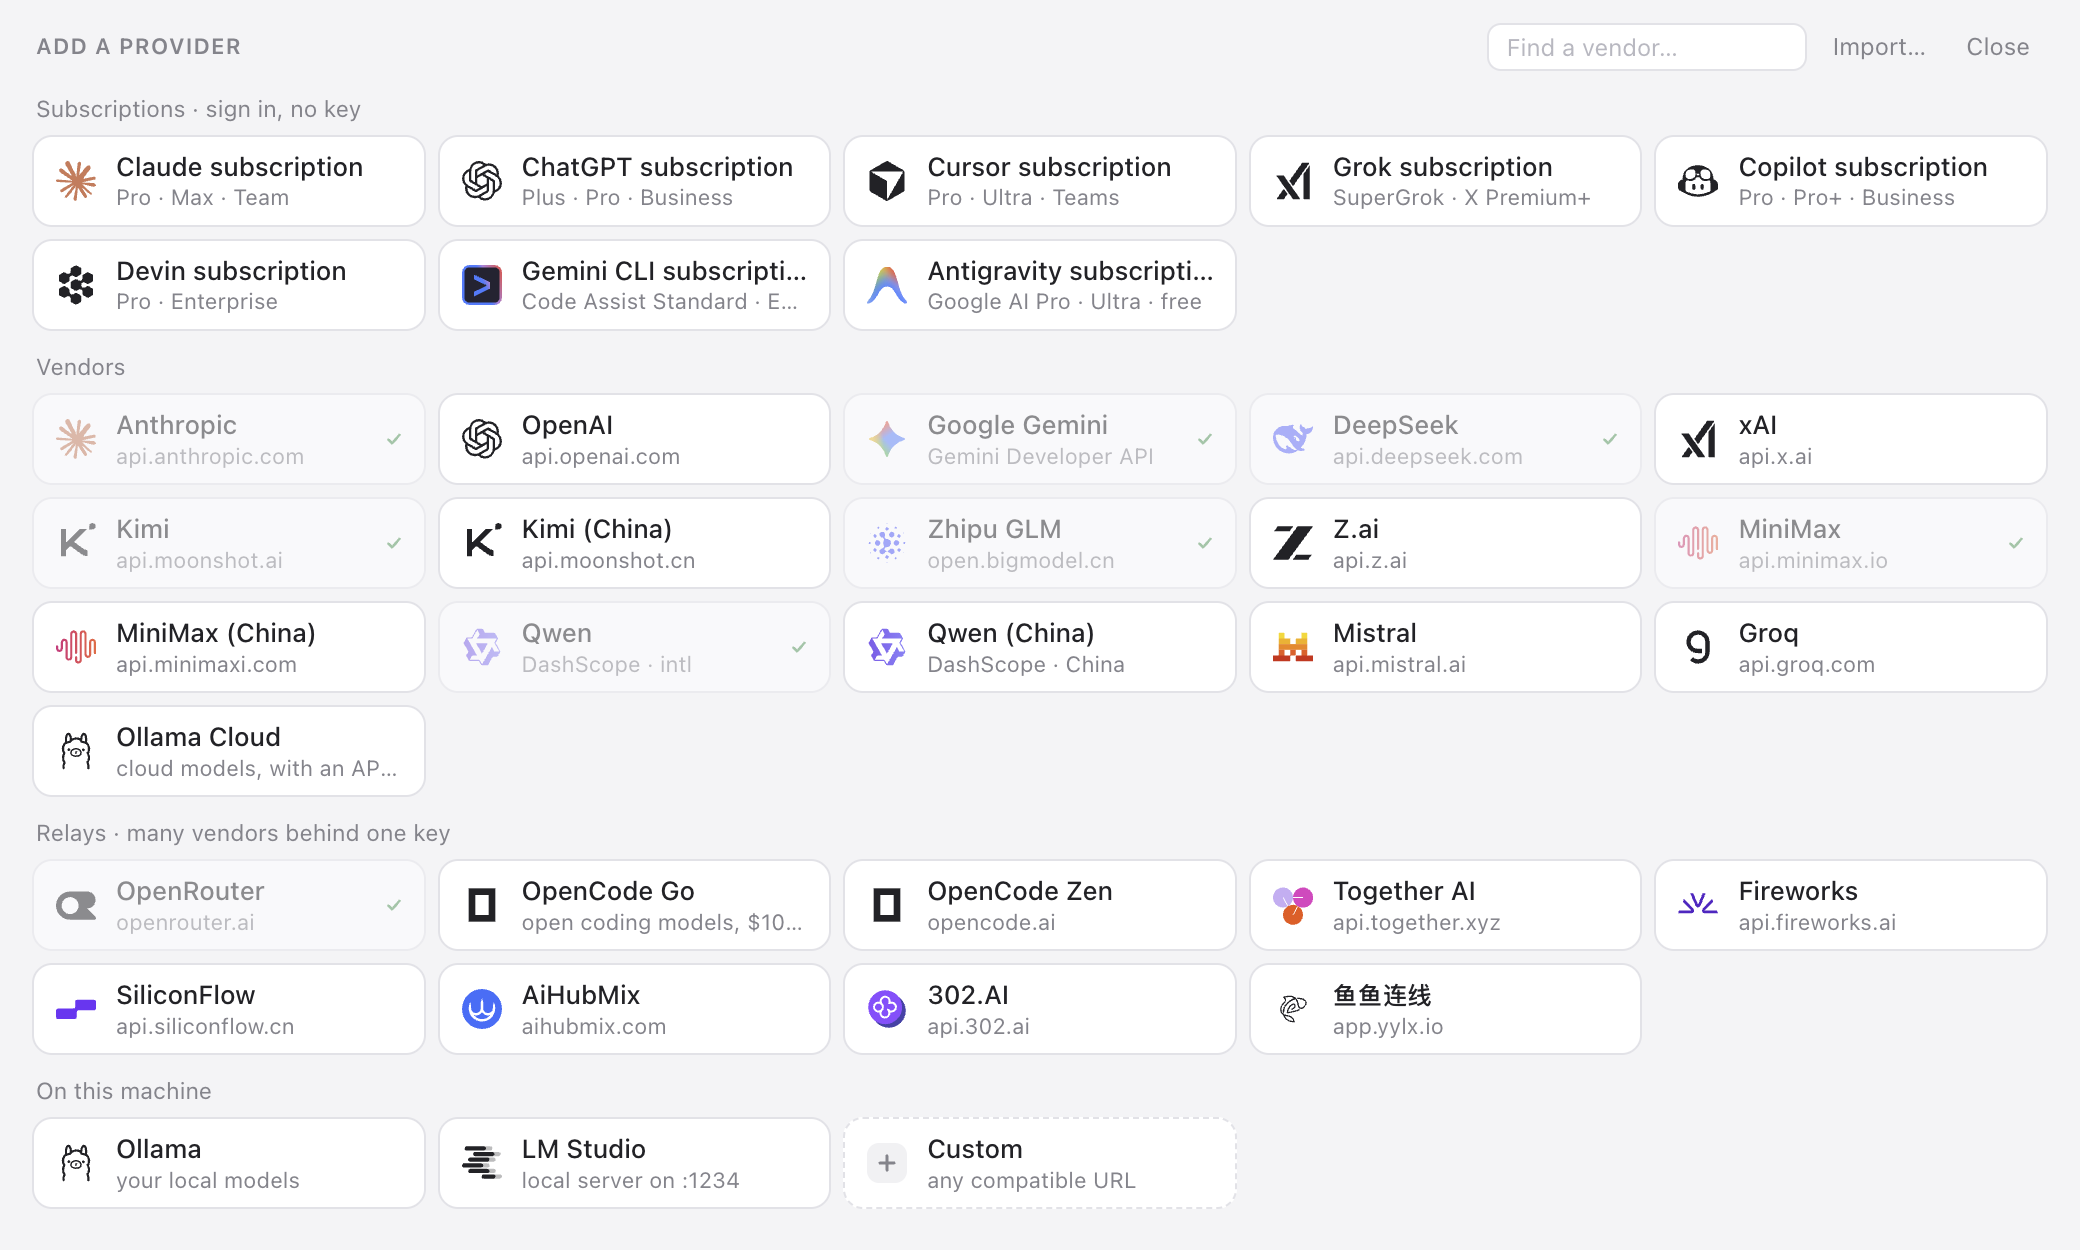 ADD A PROVIDER
Find a vendor...
Import...
Close
Subscriptions · sign in, no key
Claude subscription
Pro · Max · Team
ChatGPT subscription
Plus · Pro · Business
Cursor subscription
Pro · Ultra · Teams
Grok subscription
SuperGrok · X Premium+
Copilot subscription
Pro · Pro+ · Business
Devin subscription
Pro · Enterprise
Gemini CLI subscripti...
Code Assist Standard · E...
Antigravity subscripti...
Google AI Pro · Ultra · free
Vendors
Anthropic
api.anthropic.com
OpenAI
api.openai.com
Google Gemini
Gemini Developer API
DeepSeek
api.deepseek.com
xAI
api.x.ai
Kimi
api.moonshot.ai
Kimi (China)
api.moonshot.cn
Zhipu GLM
open.bigmodel.cn
Z.ai
api.z.ai
MiniMax
api.minimax.io
MiniMax (China)
api.minimaxi.com
Qwen
DashScope · intl
Qwen (China)
DashScope · China
Mistral
api.mistral.ai
Groq
api.groq.com
Ollama Cloud
cloud models, with an AP...
Relays · many vendors behind one key
OpenRouter
openrouter.ai
OpenCode Go
open coding models, $10...
OpenCode Zen
opencode.ai
Together AI
api.together.xyz
Fireworks
api.fireworks.ai
SiliconFlow
api.siliconflow.cn
AiHubMix
aihubmix.com
302.AI
api.302.ai
鱼鱼连线
app.yylx.io
On this machine
Ollama
your local models
LM Studio
local server on :1234
Custom
any compatible URL